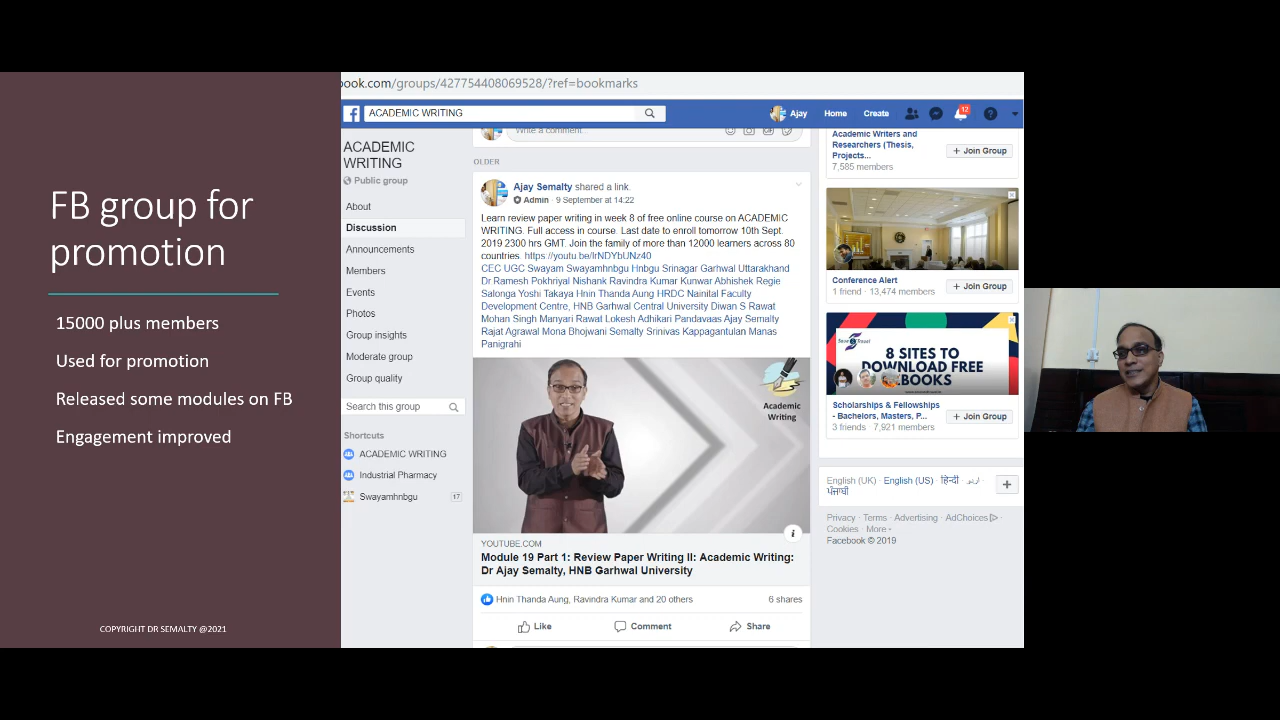 FB group for
promotion
15000 plus members
Used for promotion
Released some modules on FB
Engagement improved
COPYRIGHT DR SEMALTY @2021
book.com/groups/427754408069528/?ref=bookmarks
ACADEMIC WRITING
Ajay
Home
Create
12
ACADEMIC
WRITING
Public group
About
Discussion
Announcements
Members
Events
Photos
Group insights
Moderate group
Group quality
Search this group
Shortcuts
ACADEMIC WRITING
Industrial Pharmacy
Swayamhnbgu 17
Write a comment...
OLDER
Ajay Semalty shared a link.
Admin · 9 September at 14:22
Learn review paper writing in week 8 of free online course on ACADEMIC
WRITING. Full access in course. Last date to enroll tomorrow 10th Sept.
2019 2300 hrs GMT. Join the family of more than 12000 learners across 80
countries. https://youtu.be/lrNDYbUNz40
CEC UGC Swayam Swayamhnbgu Hnbgu Srinagar Garhwal Uttarakhand
Dr Ramesh Pokhriyal Nishank Ravindra Kumar Kunwar Abhishek Regie
Salonga Yoshi Takaya Hnin Thanda Aung HRDC Nainital Faculty
Development Centre, HNB Garhwal Central University Diwan S Rawat
Mohan Singh Manyari Rawat Lokesh Adhikari Pandavaas Ajay Semalty
Rajat Agrawal Mona Bhojwani Semalty Srinivas Kappagantulan Manas
Panigrahi
Academic
Writing
YOUTUBE.COM
Module 19 Part 1: Review Paper Writing II: Academic Writing:
Dr Ajay Semalty, HNB Garhwal University
Hnin Thanda Aung, Ravindra Kumar and 20 others
6 shares
Like
Comment
Share
Academic Writers and
Researchers (Thesis,
Projects...
7,585 members
+ Join Group
Conference Alert
1 friend · 13,474 members
+ Join Group
8 SITES TO
DOWNLOAD FREE
EBOOKS
Scholarships & Fellowships
- Bachelors, Masters, P...
3 friends · 7,921 members
+ Join Group
English (UK) · English (US) · हिन्दी · اردو ·
ਪੰਜਾਬੀ
Privacy · Terms · Advertising · AdChoices ·
Cookies · More
Facebook © 2019